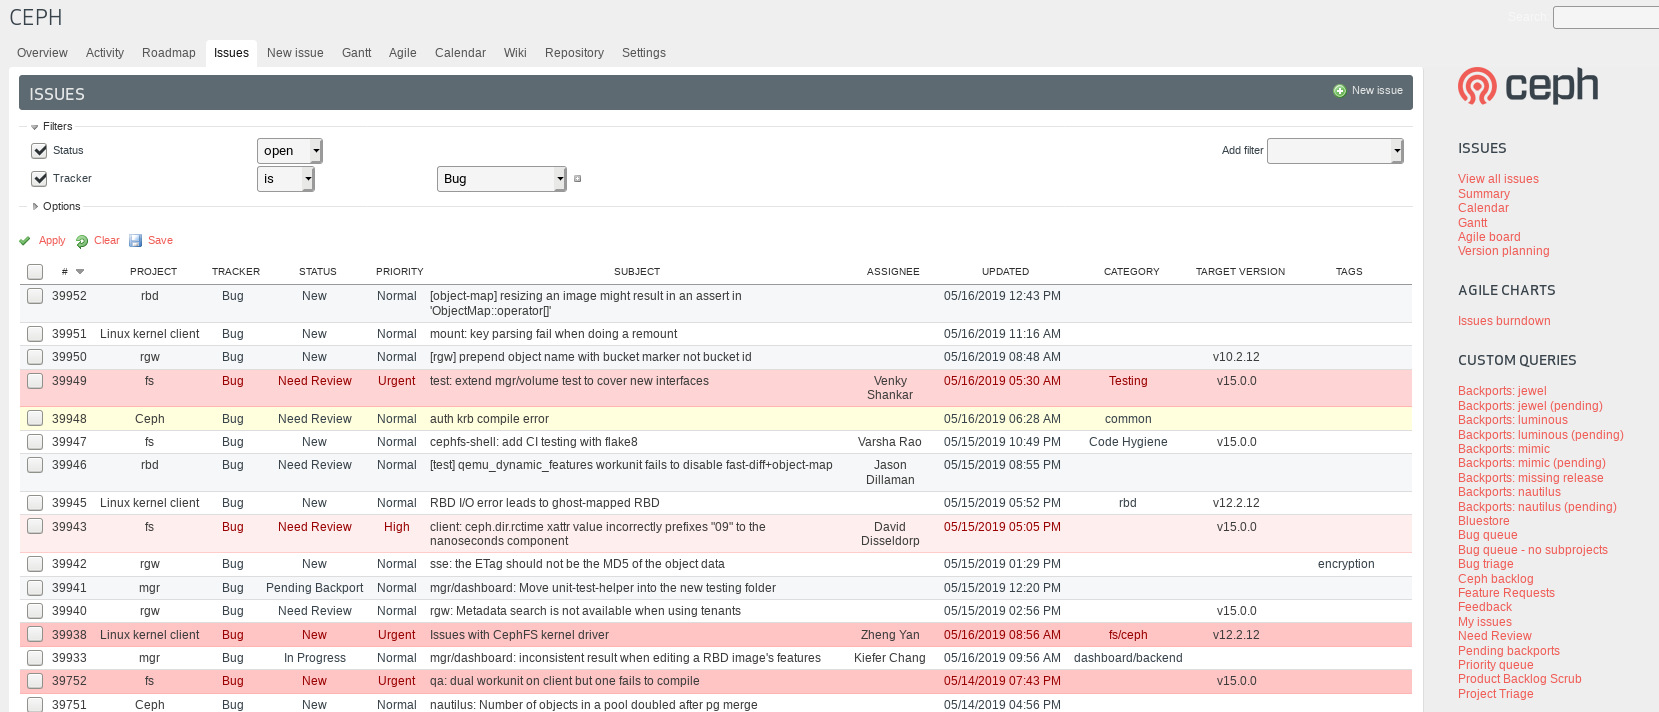 CEPH
Search:
Overview Activity Roadmap Issues New issue Gantt Agile Calendar Wiki Repository Settings
ISSUES
New issue
Filters
Status open Add filter
Tracker is Bug
Options
Apply Clear Save
# PROJECT TRACKER STATUS PRIORITY SUBJECT ASSIGNEE UPDATED CATEGORY TARGET VERSION TAGS
39952 rbd Bug New Normal [object-map] resizing an image might result in an assert in 05/16/2019 12:43 PM
'ObjectMap::operator[]'
39951 Linux kernel client Bug New Normal mount: key parsing fail when doing a remount 05/16/2019 11:16 AM
39950 rgw Bug New Normal [rgw] prepend object name with bucket marker not bucket id 05/16/2019 08:48 AM v10.2.12
39949 fs Bug Need Review Urgent test: extend mgr/volume test to cover new interfaces Venky 05/16/2019 05:30 AM Testing v15.0.0
Shankar
39948 Ceph Bug Need Review Normal auth krb compile error 05/16/2019 06:28 AM common
39947 fs Bug New Normal cephfs-shell: add CI testing with flake8 Varsha Rao 05/15/2019 10:49 PM Code Hygiene v15.0.0
39946 rbd Bug Need Review Normal [test] qemu_dynamic_features workunit fails to disable fast-diff+object-map Jason 05/15/2019 08:55 PM
Dillaman
39945 Linux kernel client Bug New Normal RBD I/O error leads to ghost-mapped RBD 05/15/2019 05:52 PM rbd v12.2.12
39943 fs Bug Need Review High client: ceph.dir.rctime xattr value incorrectly prefixes "09" to the David 05/15/2019 05:05 PM v15.0.0
nanoseconds component Disseldorp
39942 rgw Bug New Normal sse: the ETag should not be the MD5 of the object data 05/15/2019 01:29 PM encryption
39941 mgr Bug Pending Backport Normal mgr/dashboard: Move unit-test-helper into the new testing folder 05/15/2019 12:20 PM
39940 rgw Bug Need Review Normal rgw: Metadata search is not available when using tenants 05/15/2019 02:56 PM v15.0.0
39938 Linux kernel client Bug New Urgent Issues with CephFS kernel driver Zheng Yan 05/16/2019 08:56 AM fs/ceph v12.2.12
39933 mgr Bug In Progress Normal mgr/dashboard: inconsistent result when editing a RBD image's features Kiefer Chang 05/16/2019 09:56 AM dashboard/backend
39752 fs Bug New Urgent qa: dual workunit on client but one fails to compile 05/14/2019 07:43 PM v15.0.0
39751 Ceph Bug New Normal nautilus: Number of objects in a pool doubled after pg merge 05/14/2019 04:56 PM
ceph
ISSUES
View all issues
Summary
Calendar
Gantt
Agile board
Version planning
AGILE CHARTS
Issues burndown
CUSTOM QUERIES
Backports: jewel
Backports: jewel (pending)
Backports: luminous
Backports: luminous (pending)
Backports: mimic
Backports: mimic (pending)
Backports: missing release
Backports: nautilus
Backports: nautilus (pending)
Bluestore
Bug queue
Bug queue - no subprojects
Bug triage
Ceph backlog
Feature Requests
Feedback
My issues
Need Review
Pending backports
Priority queue
Product Backlog Scrub
Project Triage